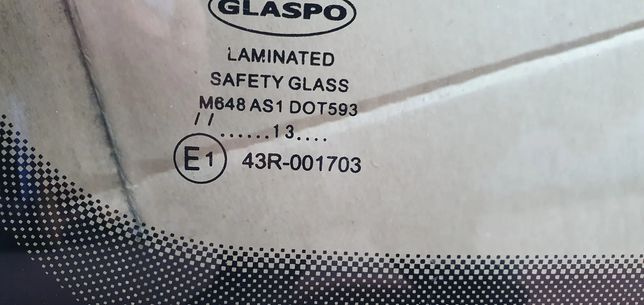 GLASPO
LAMINATED
SAFETY GLASS
M648 AS1 DOT593
//
......13....
E1 43R-001703